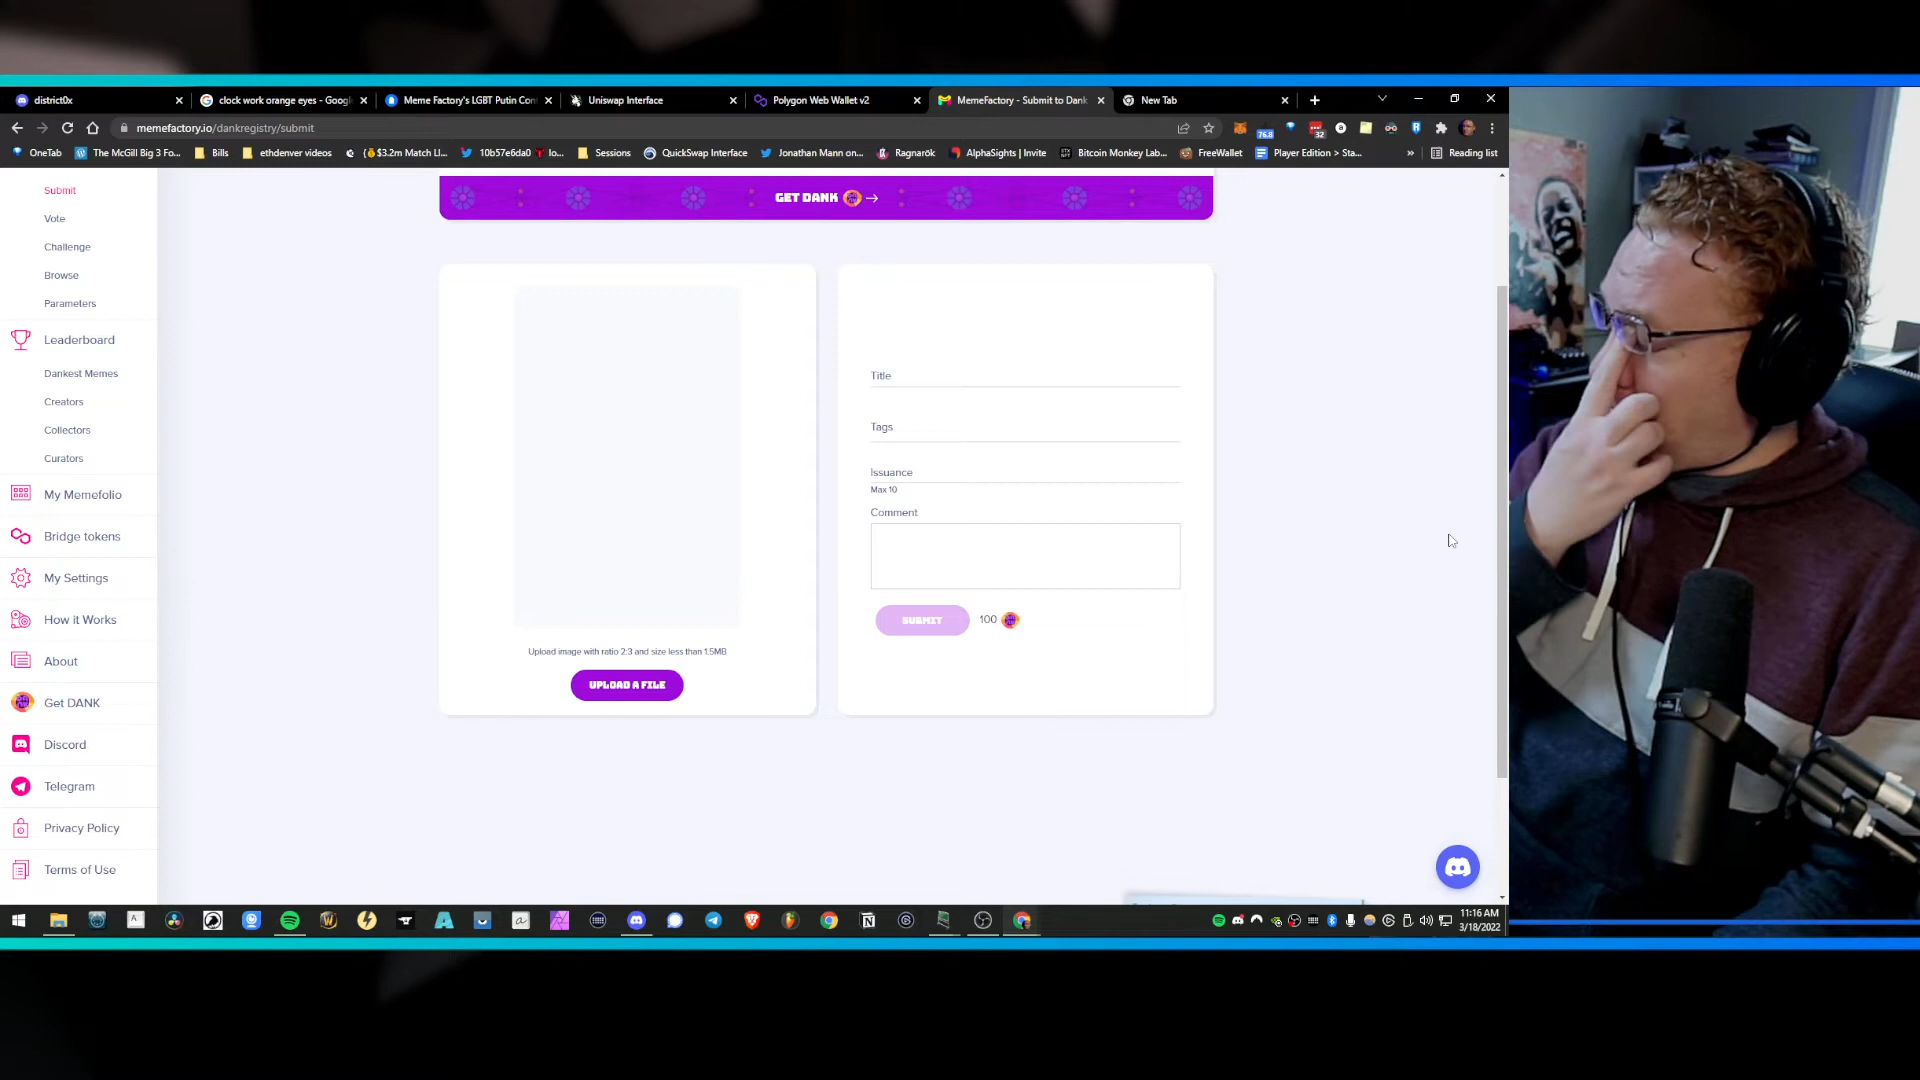 district0x
clock work orange eyes - Googl
Meme Factory's LGBT Putin Con
Uniswap Interface
Polygon Web Wallet v2
MemeFactory - Submit to Dank
New Tab
memefactory.io/dankregistry/submit
76.8
32
OneTab
The McGill Big 3 Fo...
Bills
ethdenver videos
$3.2m Match LI...
10b57e6da0
lo...
Sessions
QuickSwap Interface
Jonathan Mann on...
Ragnarök
AlphaSights | Invite
Bitcoin Monkey Lab...
FreeWallet
Player Edition > Sta...
Reading list
Submit
Vote
Challenge
Browse
Parameters
Leaderboard
Dankest Memes
Creators
Collectors
Curators
My Memefolio
Bridge tokens
My Settings
How it Works
About
Get DANK
Discord
Telegram
Privacy Policy
Terms of Use
GET DANK
Upload image with ratio 2:3 and size less than 1.5MB
UPLOAD A FILE
Title
Tags
Issuance
Max 10
Comment
SUBMIT
100
11:16 AM
3/18/2022